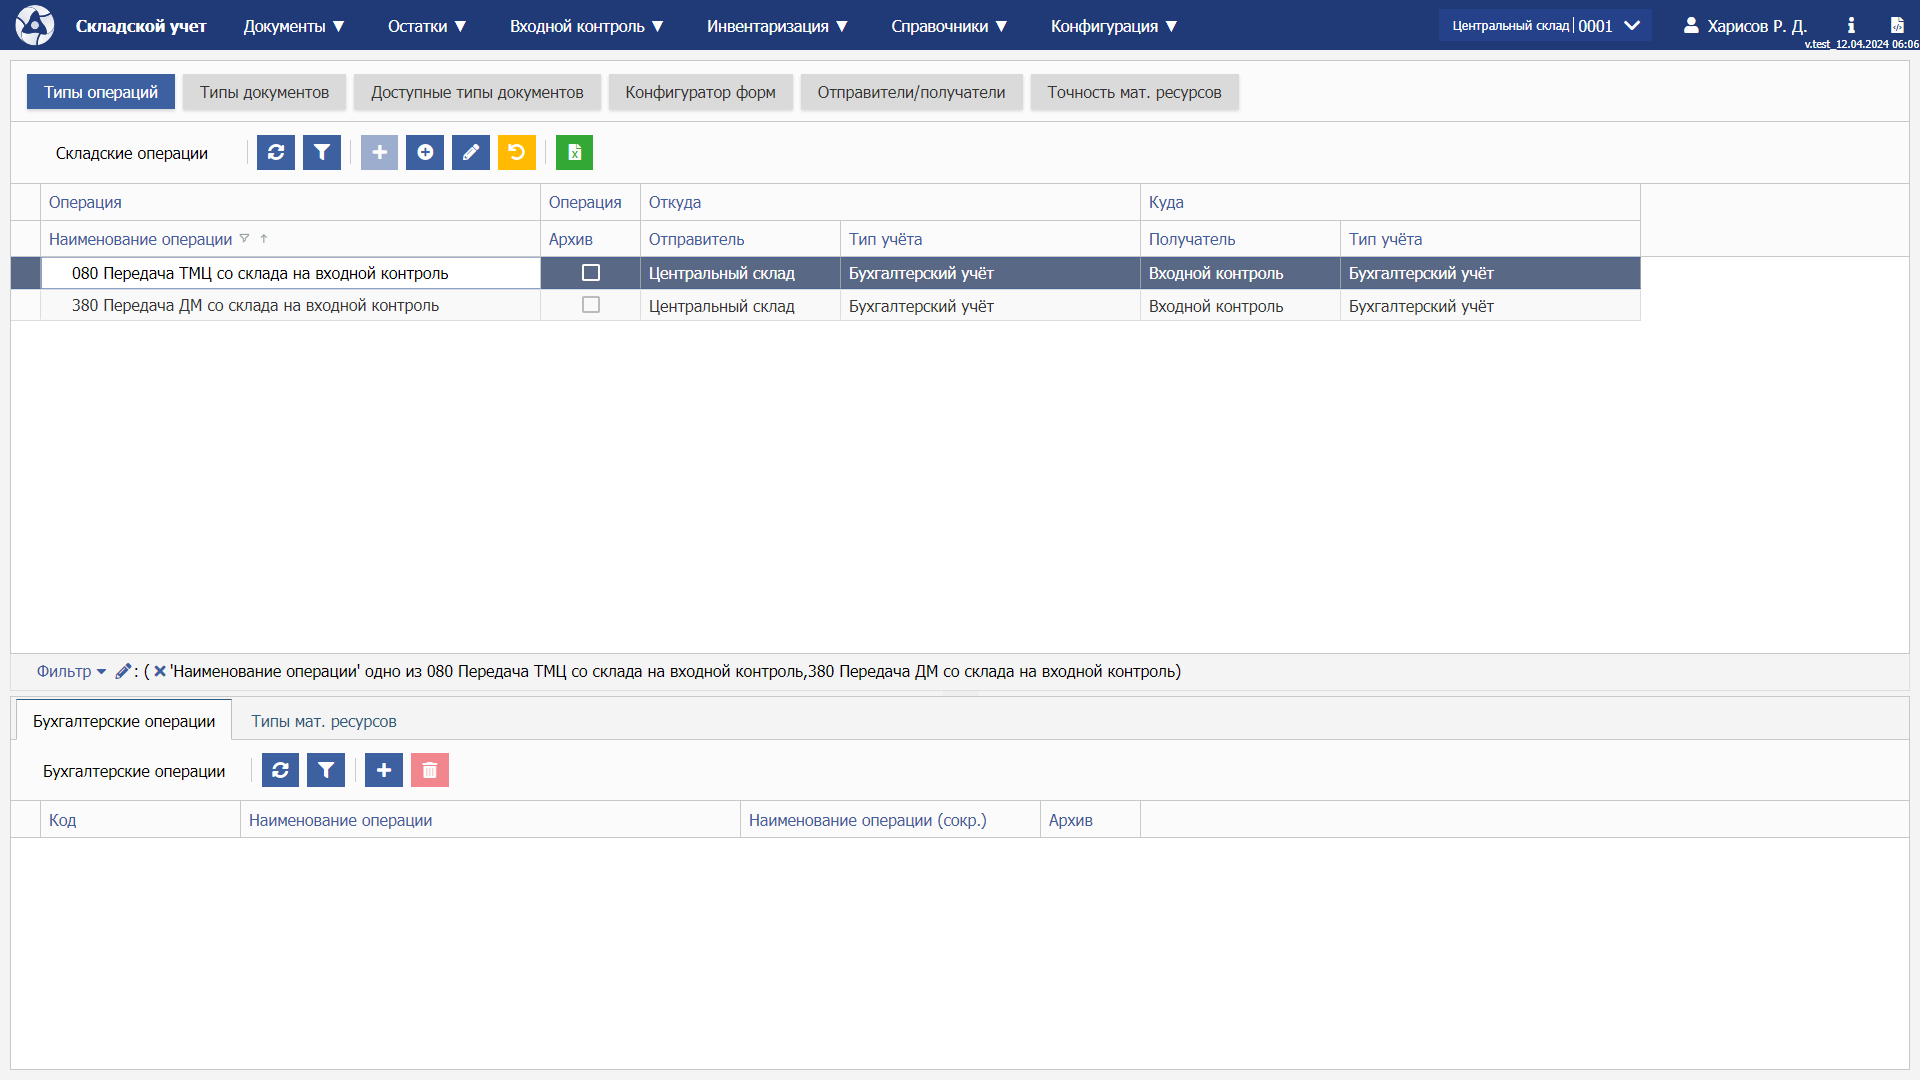 Складской учет Документы ▼ Остатки ▼ Входной контроль ▼ Инвентаризация ▼ Справочники ▼ Конфигурация ▼ Центральный склад | 0001 Харисов Р. Д.
v.test_12.04.2024 06:06
Типы операций Типы документов Доступные типы документов Конфигуратор форм Отправители/получатели Точность мат. ресурсов
Складские операции
Операция Операция Откуда Куда
Наименование операции Архив Отправитель Тип учёта Получатель Тип учёта
080 Передача ТМЦ со склада на входной контроль Центральный склад Бухгалтерский учёт Входной контроль Бухгалтерский учёт
380 Передача ДМ со склада на входной контроль Центральный склад Бухгалтерский учёт Входной контроль Бухгалтерский учёт
Фильтр : ( 'Наименование операции' одно из 080 Передача ТМЦ со склада на входной контроль,380 Передача ДМ со склада на входной контроль)
Бухгалтерские операции Типы мат. ресурсов
Бухгалтерские операции
Код Наименование операции Наименование операции (сокр.) Архив